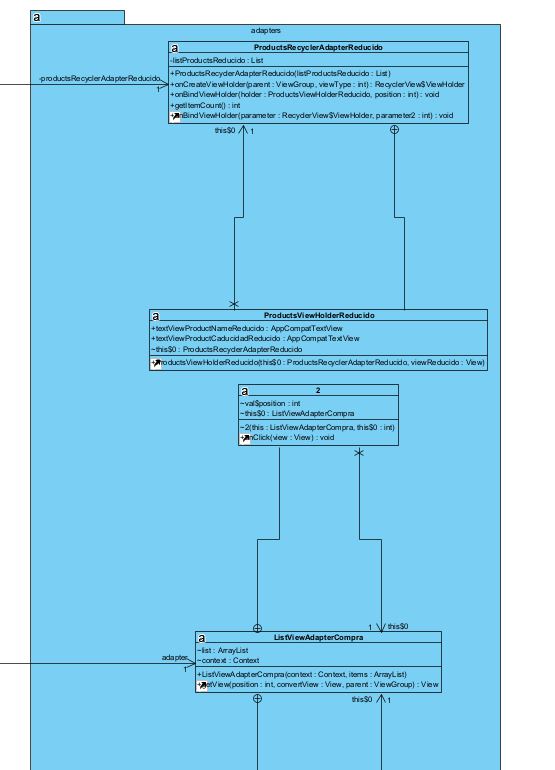 a
adapters
a
ProductsRecyclerAdapterReducido
-listProductsReducido : List
+ProductsRecyclerAdapterReducido(listProductsReducido : List)
+onCreateViewHolder(parent : ViewGroup, viewType : int) : RecyclerView$ViewHolder
+onBindViewHolder(holder : ProductsViewHolderReducido, position : int) : void
+getItemCount() : int
+onBindViewHolder(parameter : RecyclerView$ViewHolder, parameter2 : int) : void
-productsRecyclerAdapterReducido
1
this$0
1
a
ProductsViewHolderReducido
+textViewProductNameReducido : AppCompatTextView
+textViewProductCaducidadReducido : AppCompatTextView
~this$0 : ProductsRecyclerAdapterReducido
+ProductsViewHolderReducido(this$0 : ProductsRecyclerAdapterReducido, viewReducido : View)
a
2
~val$position : int
~this$0 : ListViewAdapterCompra
~2(this : ListViewAdapterCompra, this$0 : int)
+onClick(view : View) : void
1
this$0
a
ListViewAdapterCompra
~list : ArrayList
~context : Context
+ListViewAdapterCompra(context : Context, items : ArrayList)
+getView(position : int, convertView : View, parent : ViewGroup) : View
adapter
1
this$0
1